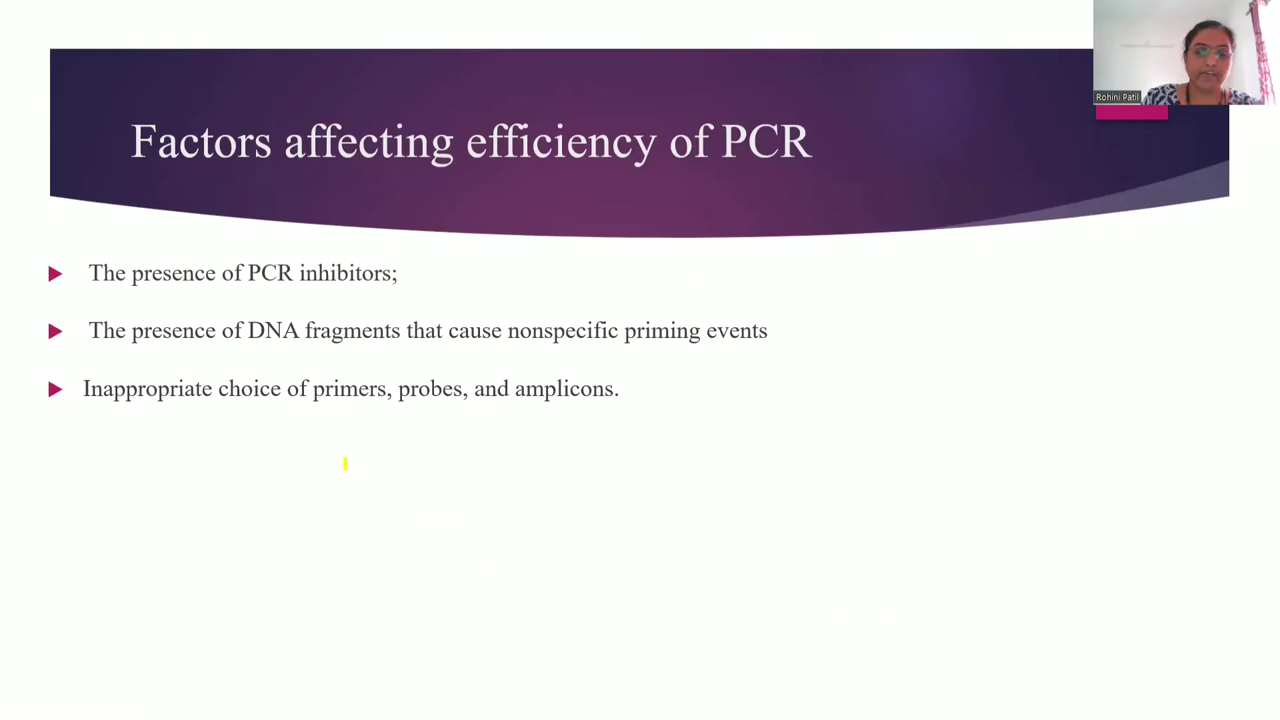 Rohini Patil
Factors affecting efficiency of PCR
The presence of PCR inhibitors;
The presence of DNA fragments that cause nonspecific priming events
Inappropriate choice of primers, probes, and amplicons.